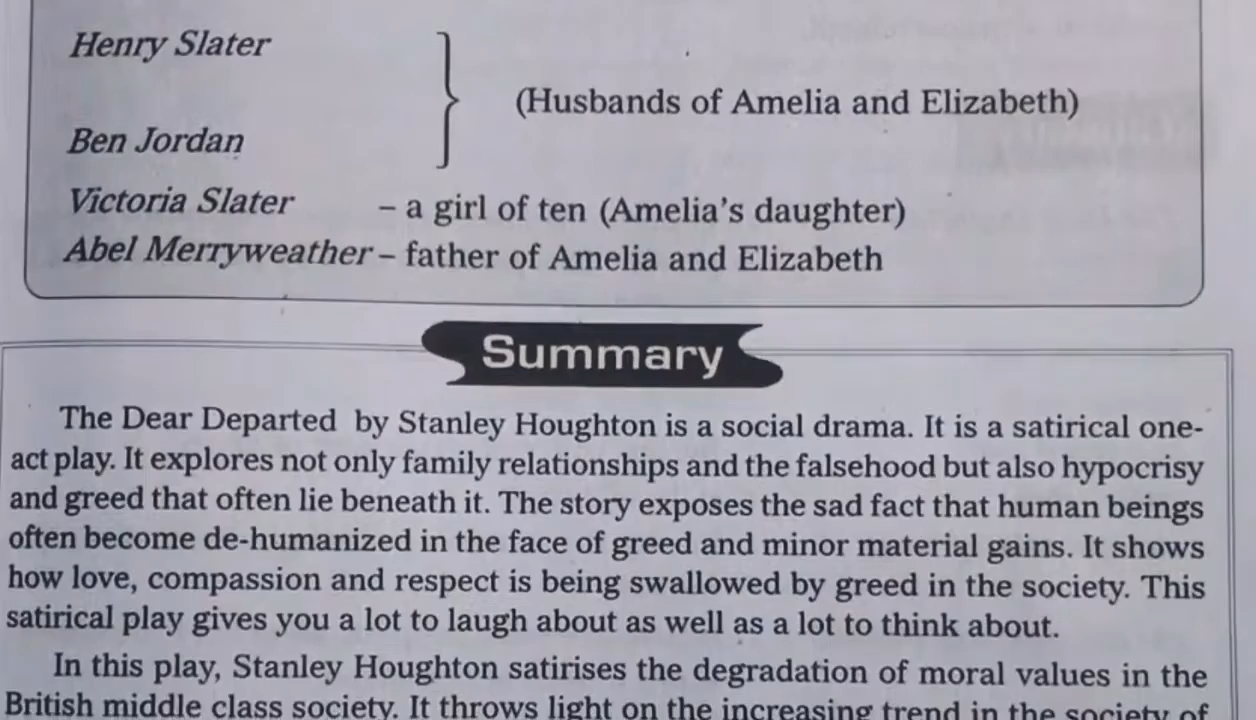 Henry Slater
(Husbands of Amelia and Elizabeth)
Ben Jordan
Victoria Slater – a girl of ten (Amelia's daughter)
Abel Merryweather – father of Amelia and Elizabeth
Summary
The Dear Departed by Stanley Houghton is a social drama. It is a satirical one-
act play. It explores not only family relationships and the falsehood but also hypocrisy
and greed that often lie beneath it. The story exposes the sad fact that human beings
often become de-humanized in the face of greed and minor material gains. It shows
how love, compassion and respect is being swallowed by greed in the society. This
satirical play gives you a lot to laugh about as well as a lot to think about.
In this play, Stanley Houghton satirises the degradation of moral values in the
British middle class society. It throws light on the increasing trend in the society of